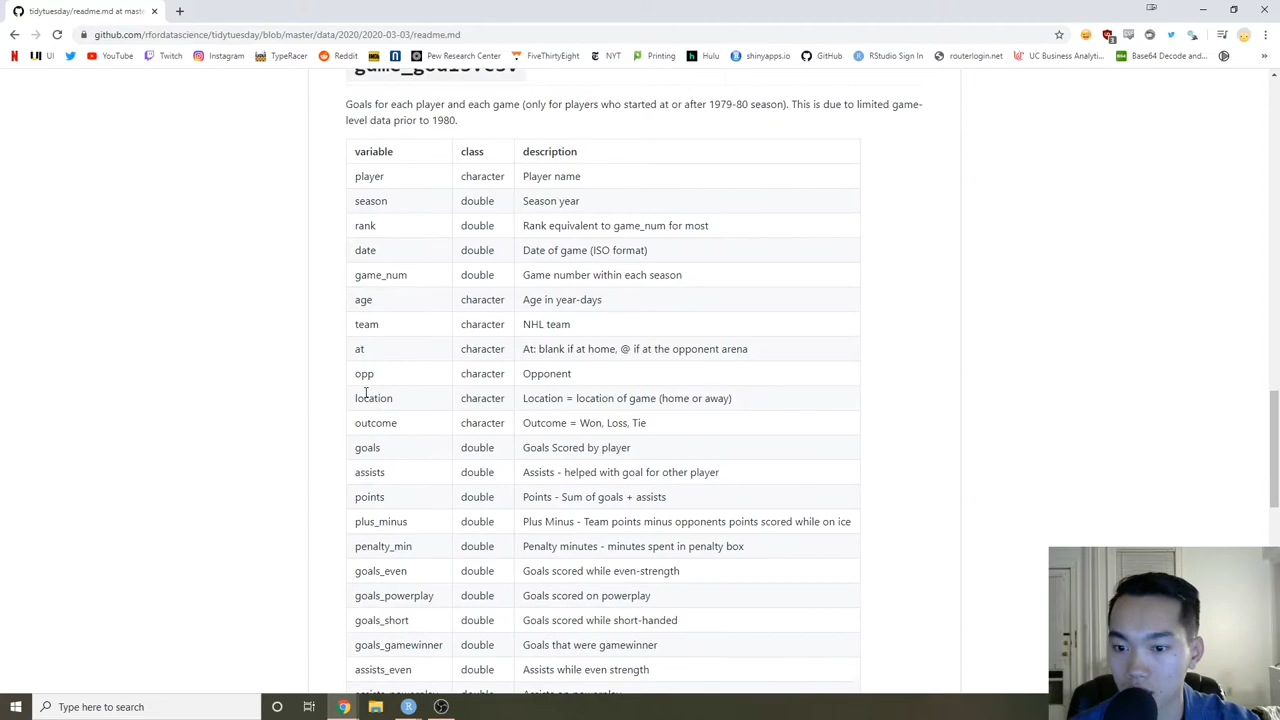 tidytuesday/readme.md at maste
github.com/rfordatascience/tidytuesday/blob/master/data/2020/2020-03-03/readme.md
UI YouTube Twitch Instagram TypeRacer Reddit Pew Research Center FiveThirtyEight NYT Printing Hulu shinyapps.io GitHub RStudio Sign In routerlogin.net UC Business Analytic... Base64 Decode and...
game_goals.csv
Goals for each player and each game (only for players who started at or after 1979-80 season). This is due to limited game-
level data prior to 1980.
variable class description
player character Player name
season double Season year
rank double Rank equivalent to game_num for most
date double Date of game (ISO format)
game_num double Game number within each season
age character Age in year-days
team character NHL team
at character At: blank if at home, @ if at the opponent arena
opp character Opponent
location character Location = location of game (home or away)
outcome character Outcome = Won, Loss, Tie
goals double Goals Scored by player
assists double Assists - helped with goal for other player
points double Points - Sum of goals + assists
plus_minus double Plus Minus - Team points minus opponents points scored while on ice
penalty_min double Penalty minutes - minutes spent in penalty box
goals_even double Goals scored while even-strength
goals_powerplay double Goals scored on powerplay
goals_short double Goals scored while short-handed
goals_gamewinner double Goals that were gamewinner
assists_even double Assists while even strength
assists_powerplay double Assists on powerplay
Type here to search